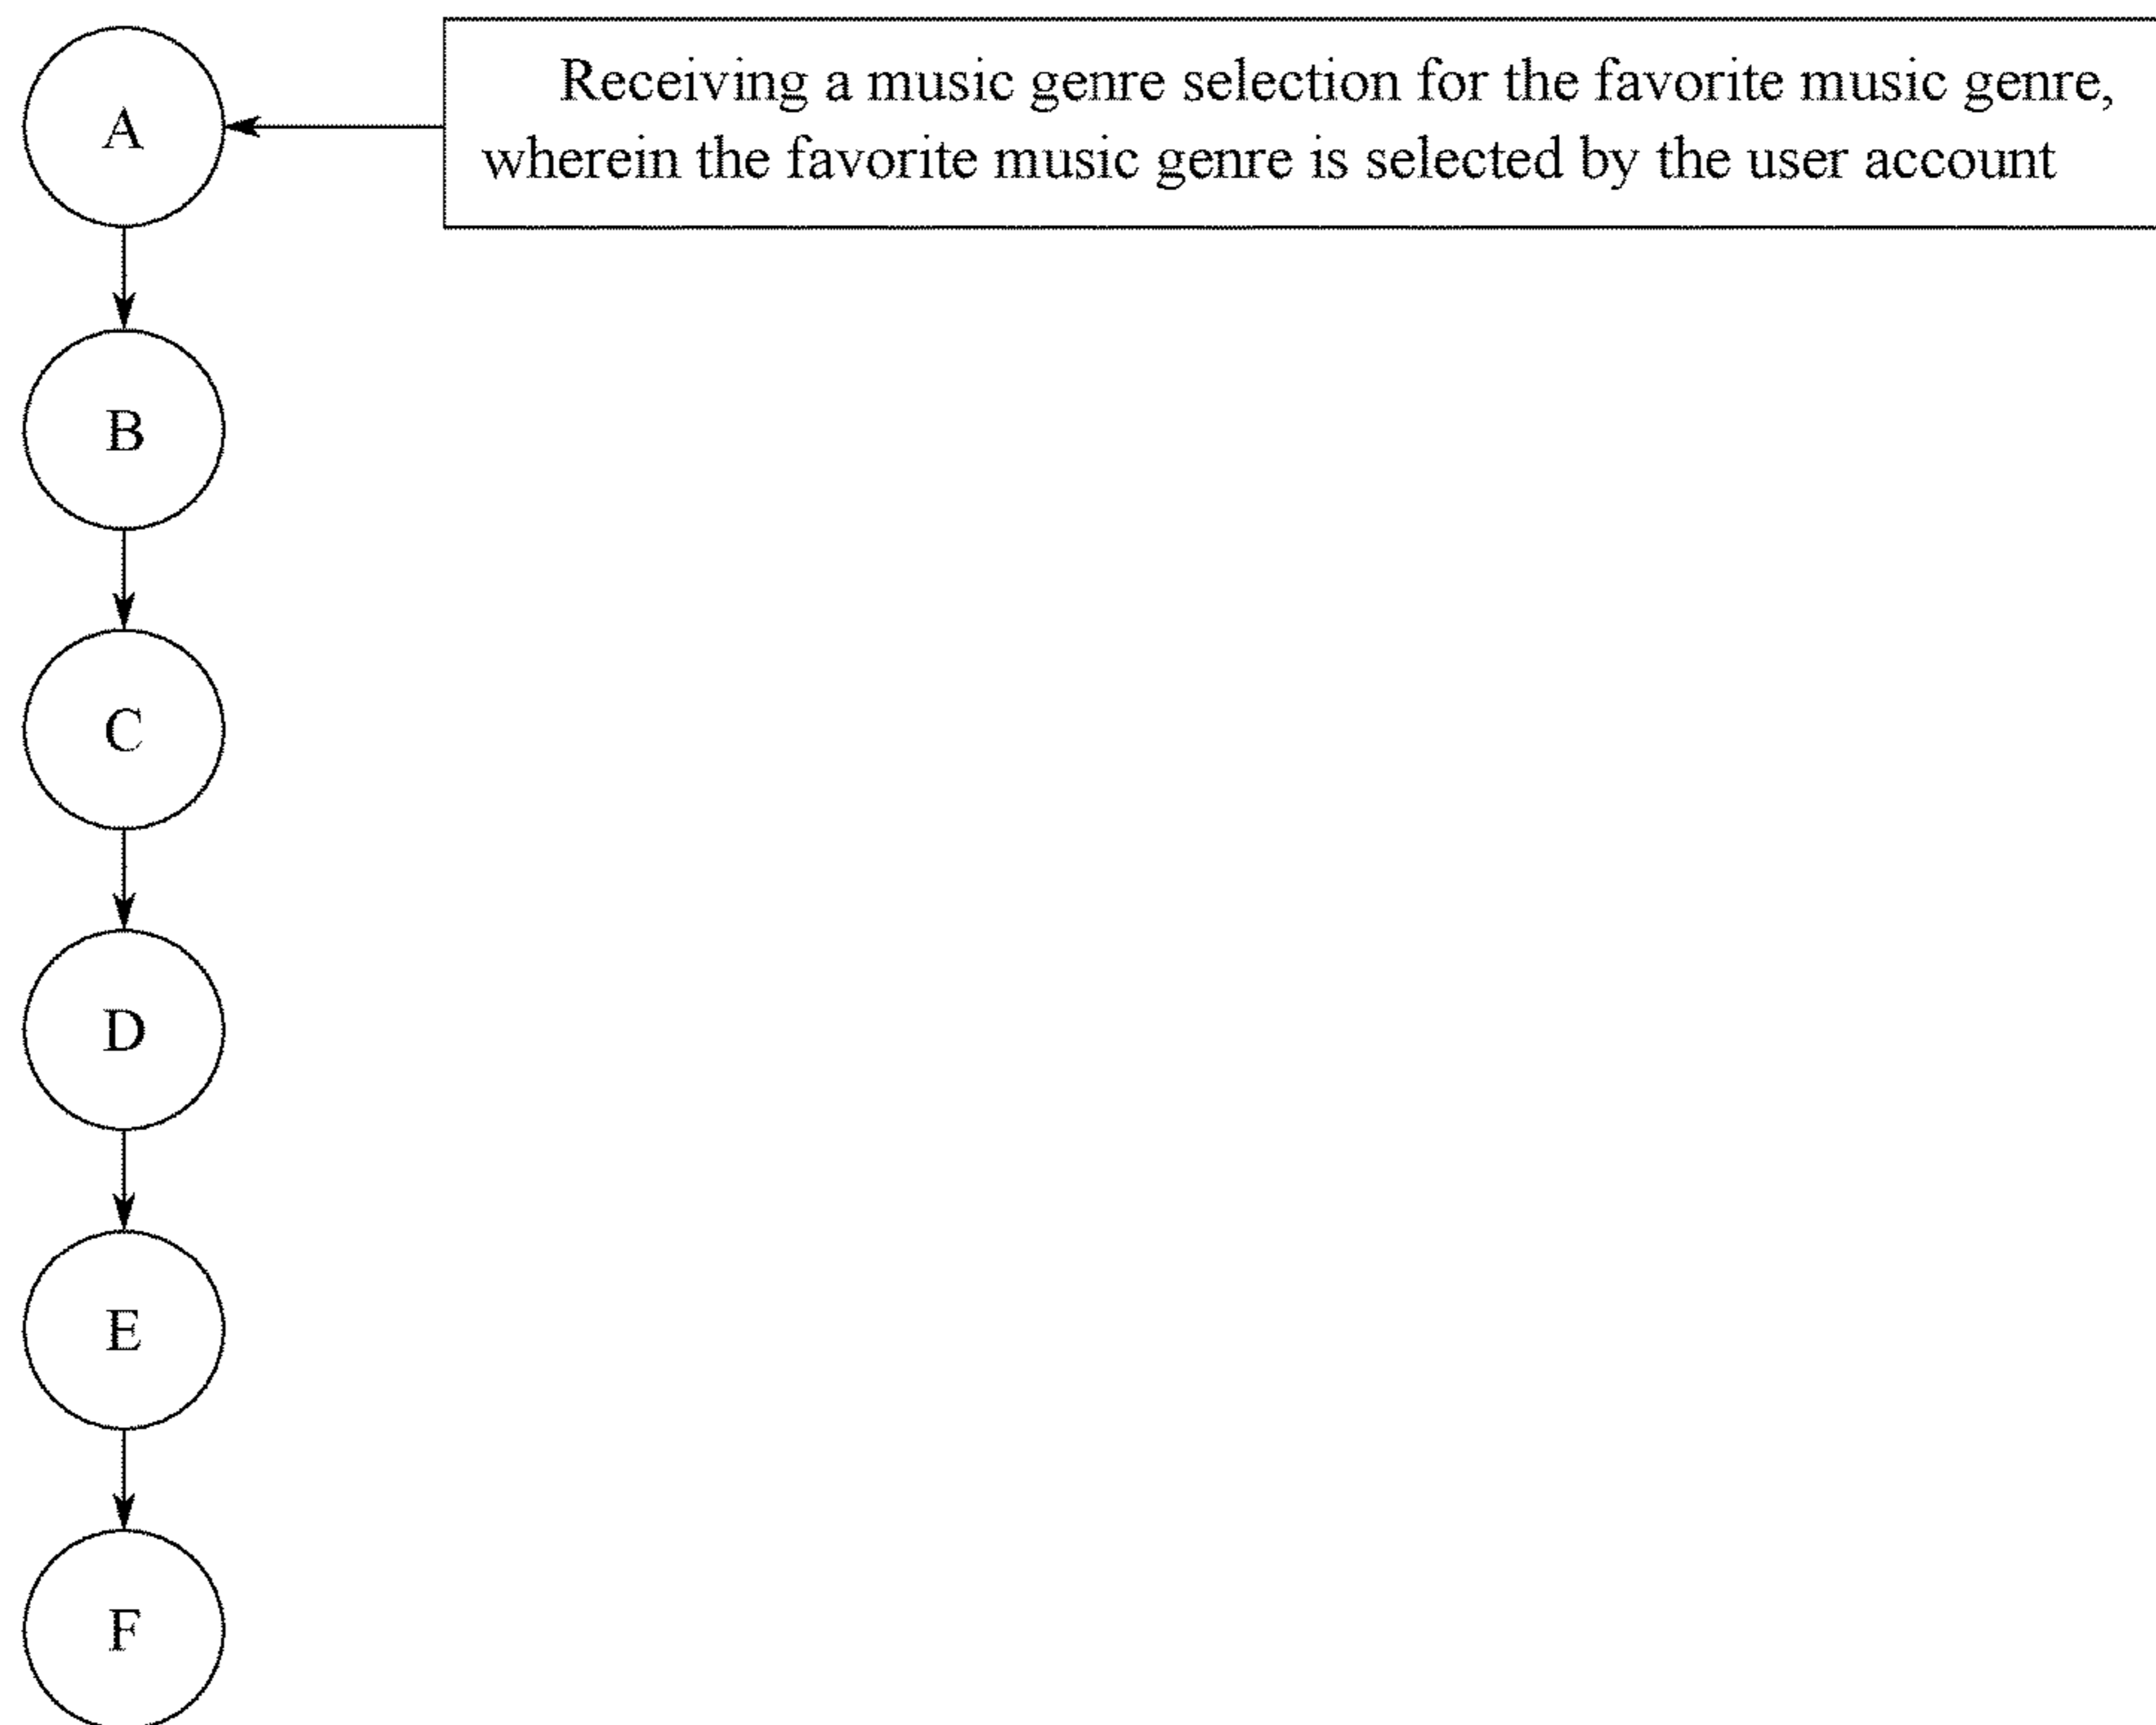 A
Receiving a music genre selection for the favorite music genre,
wherein the favorite music genre is selected by the user account
B
C
D
E
F